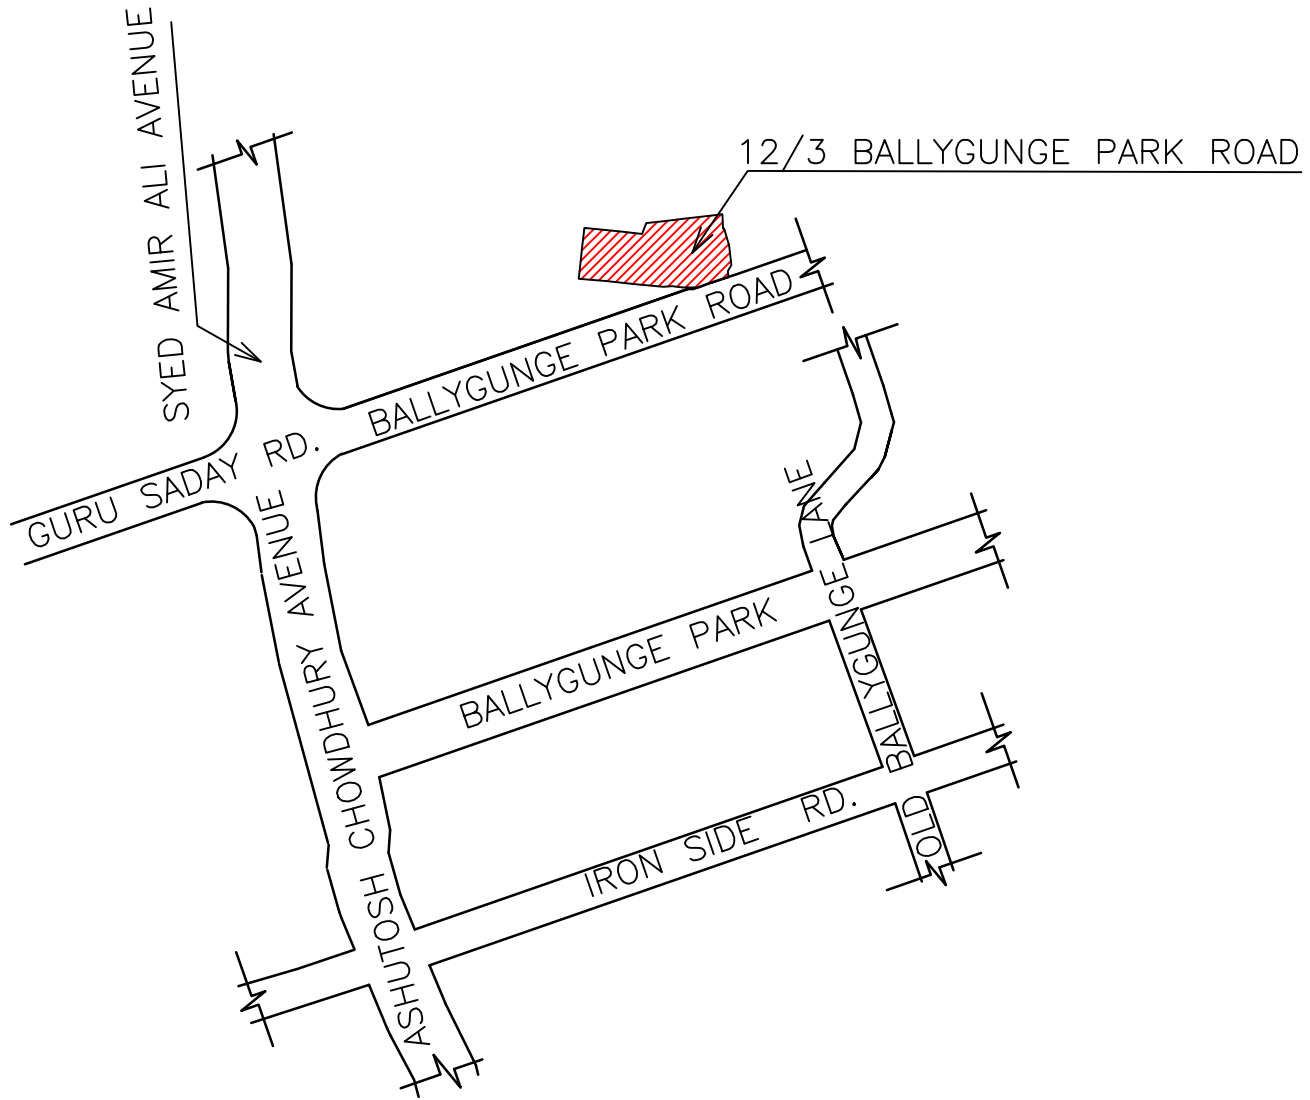 SYED AMIR ALI AVENUE
12/3 BALLYGUNGE PARK ROAD
BALLYGUNGE PARK ROAD
GURU SADAY RD.
ASHUTOSH CHOWDHURY AVENUE
OLD BALLYGUNGE LANE
BALLYGUNGE PARK
IRON SIDE RD.